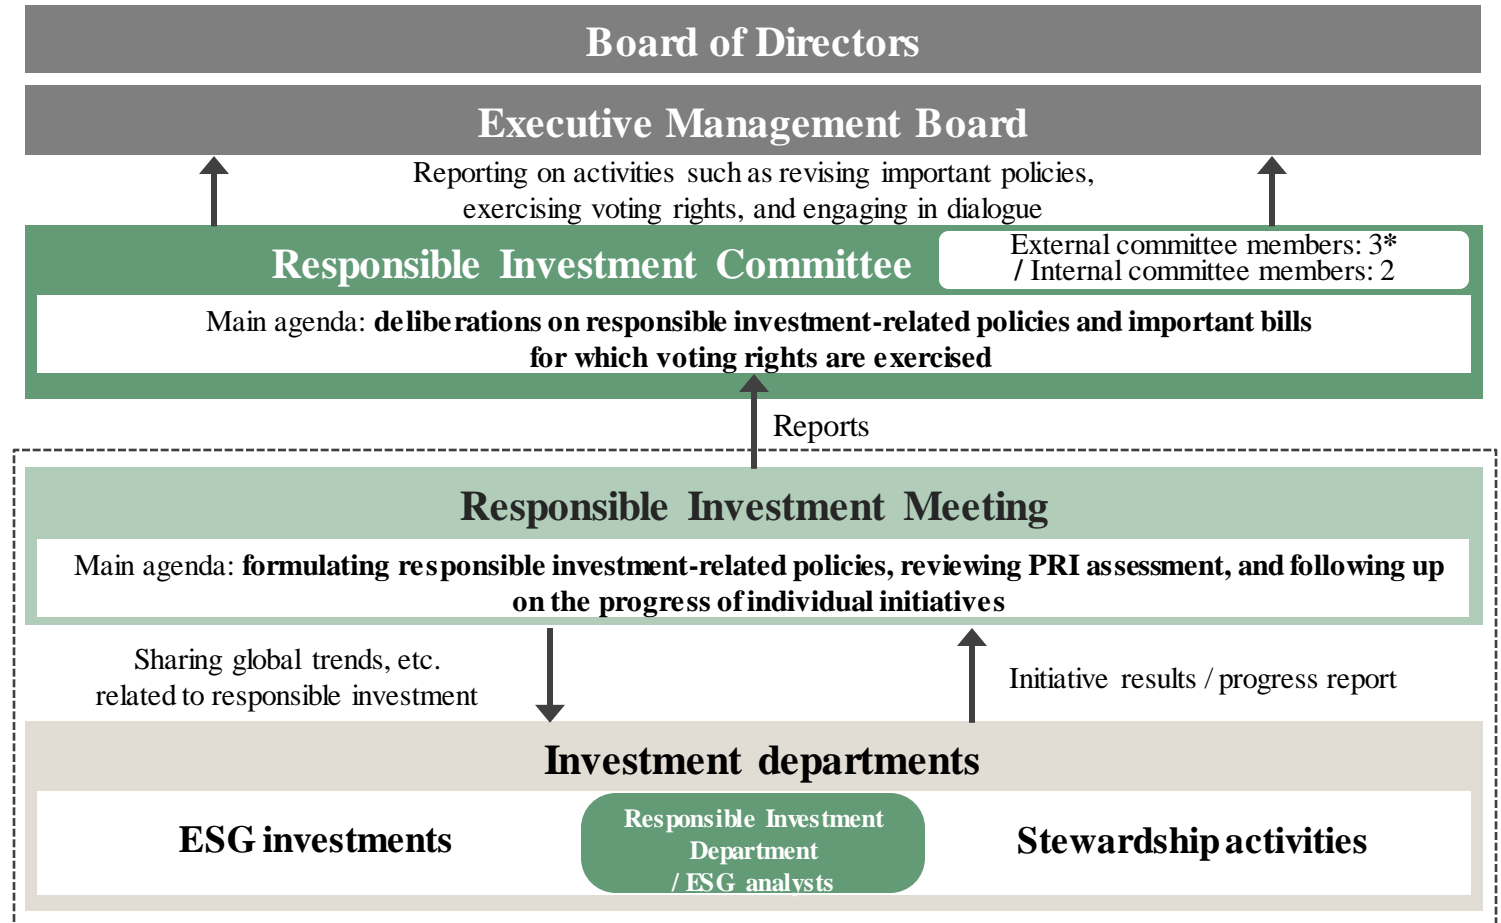 Board of Directors
Executive Management Board
Reporting on activities such as revising important policies,
exercising voting rights, and engaging in dialogue
Responsible Investment Committee
External committee members: 3*
/ Internal committee members: 2
Main agenda: deliberations on responsible investment-related policies and important bills
for which voting rights are exercised
Reports
Responsible Investment Meeting
Main agenda: formulating responsible investment-related policies, reviewing PRI assessment, and following up
on the progress of individual initiatives
Sharing global trends, etc.
related to responsible investment
Initiative results / progress report
Investment departments
ESG investments
Responsible Investment
Department
/ ESG analysts
Stewardship activities